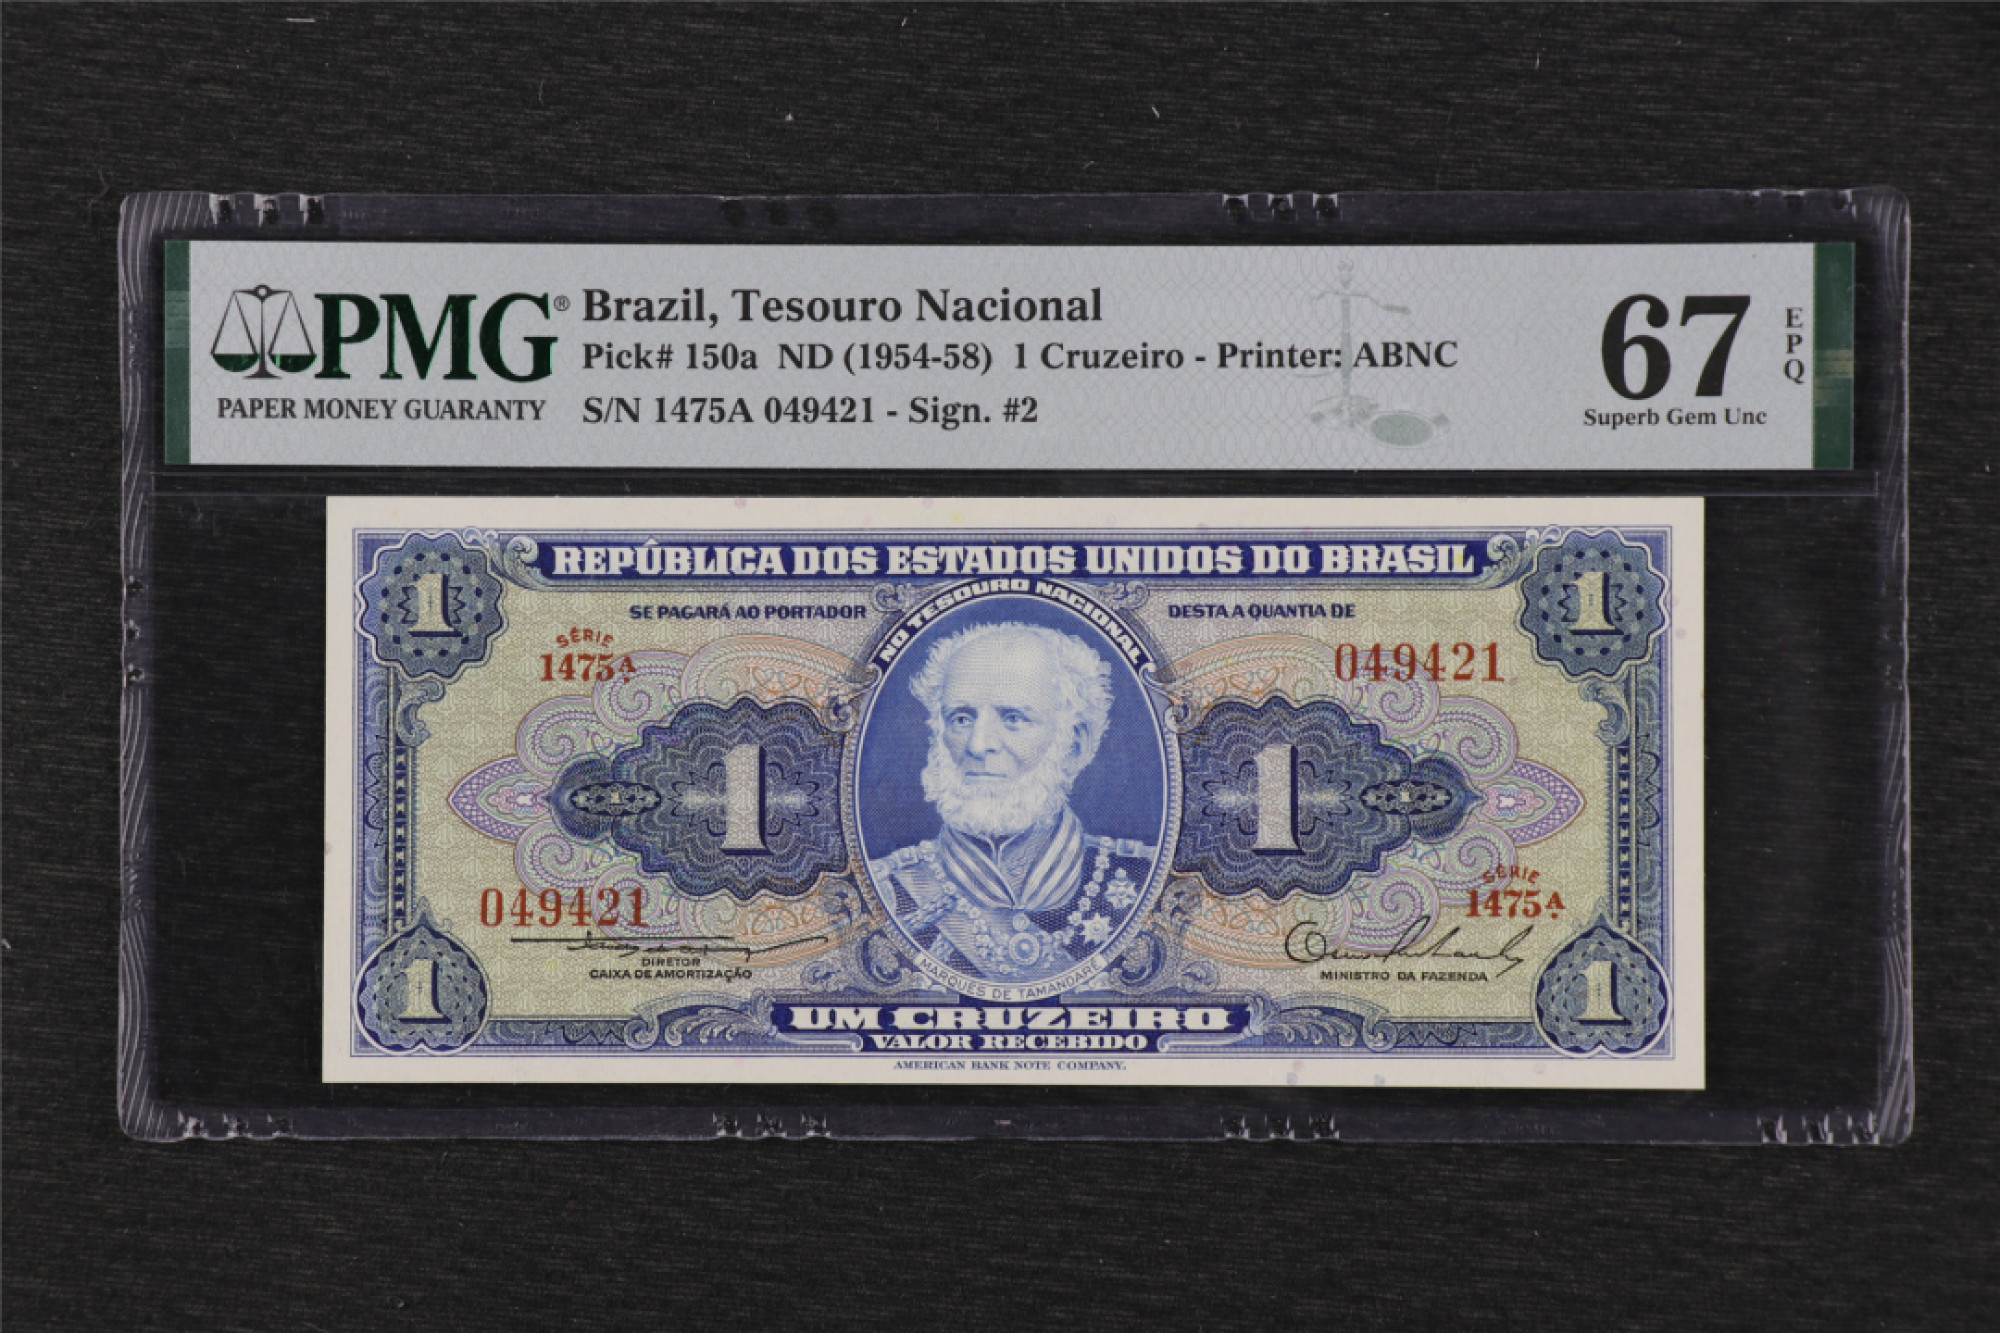 PMG®
PAPER MONEY GUARANTY
Brazil, Tesouro Nacional
Pick# 150a ND (1954-58) 1 Cruzeiro - Printer: ABNC
S/N 1475A 049421 - Sign. #2
67
EPQ
Superb Gem Unc
1
REPÚBLICA DOS ESTADOS UNIDOS DO BRASIL
1
SE PAGARÁ AO PORTADOR
NO TESOURO NACIONAL
DESTA A QUANTIA DE
SÉRIE
1475A
049421
1
1
049421
SÉRIE
1475A
DIRETOR
CAIXA DE AMORTIZAÇÃO
MARQUÊS DE TAMANDARÉ
MINISTRO DA FAZENDA
1
UM CRUZEIRO
1
VALOR RECEBIDO
AMERICAN BANK NOTE COMPANY.